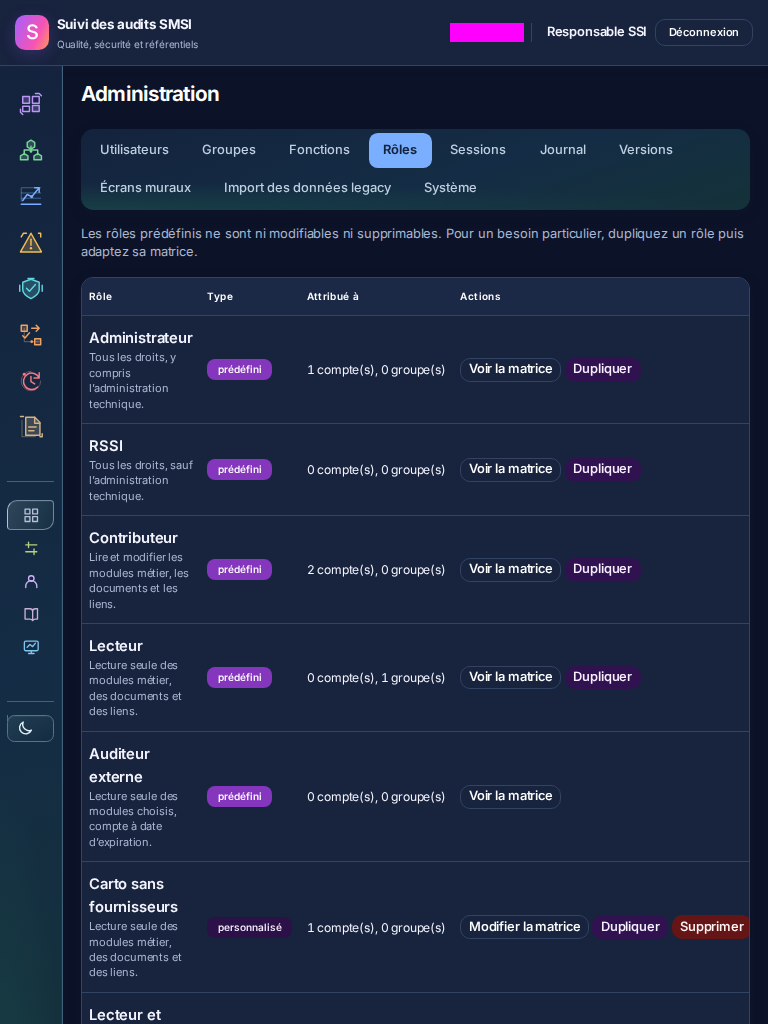 S
Suivi des audits SMSI
Qualité, sécurité et référentiels
Responsable SSI
Déconnexion
Administration
Utilisateurs
Groupes
Fonctions
Rôles
Sessions
Journal
Versions
Écrans muraux
Import des données legacy
Système
Les rôles prédéfinis ne sont ni modifiables ni supprimables. Pour un besoin particulier, dupliquez un rôle puis
adaptez sa matrice.
Rôle
Type
Attribué à
Actions
Administrateur
Tous les droits, y
compris
l'administration
technique.
prédéfini
1 compte(s), 0 groupe(s)
Voir la matrice
Dupliquer
RSSI
Tous les droits, sauf
l'administration
technique.
prédéfini
0 compte(s), 0 groupe(s)
Voir la matrice
Dupliquer
Contributeur
Lire et modifier les
modules métier, les
documents et les
liens.
prédéfini
2 compte(s), 0 groupe(s)
Voir la matrice
Dupliquer
Lecteur
Lecture seule des
modules métier,
des documents et
des liens.
prédéfini
0 compte(s), 1 groupe(s)
Voir la matrice
Dupliquer
Auditeur
externe
Lecture seule des
modules choisis,
compte à date
d'expiration.
prédéfini
0 compte(s), 0 groupe(s)
Voir la matrice
Carto sans
fournisseurs
Lecture seule des
modules métier,
des documents et
des liens.
personnalisé
1 compte(s), 0 groupe(s)
Modifier la matrice
Dupliquer
Supprimer
Lecteur et